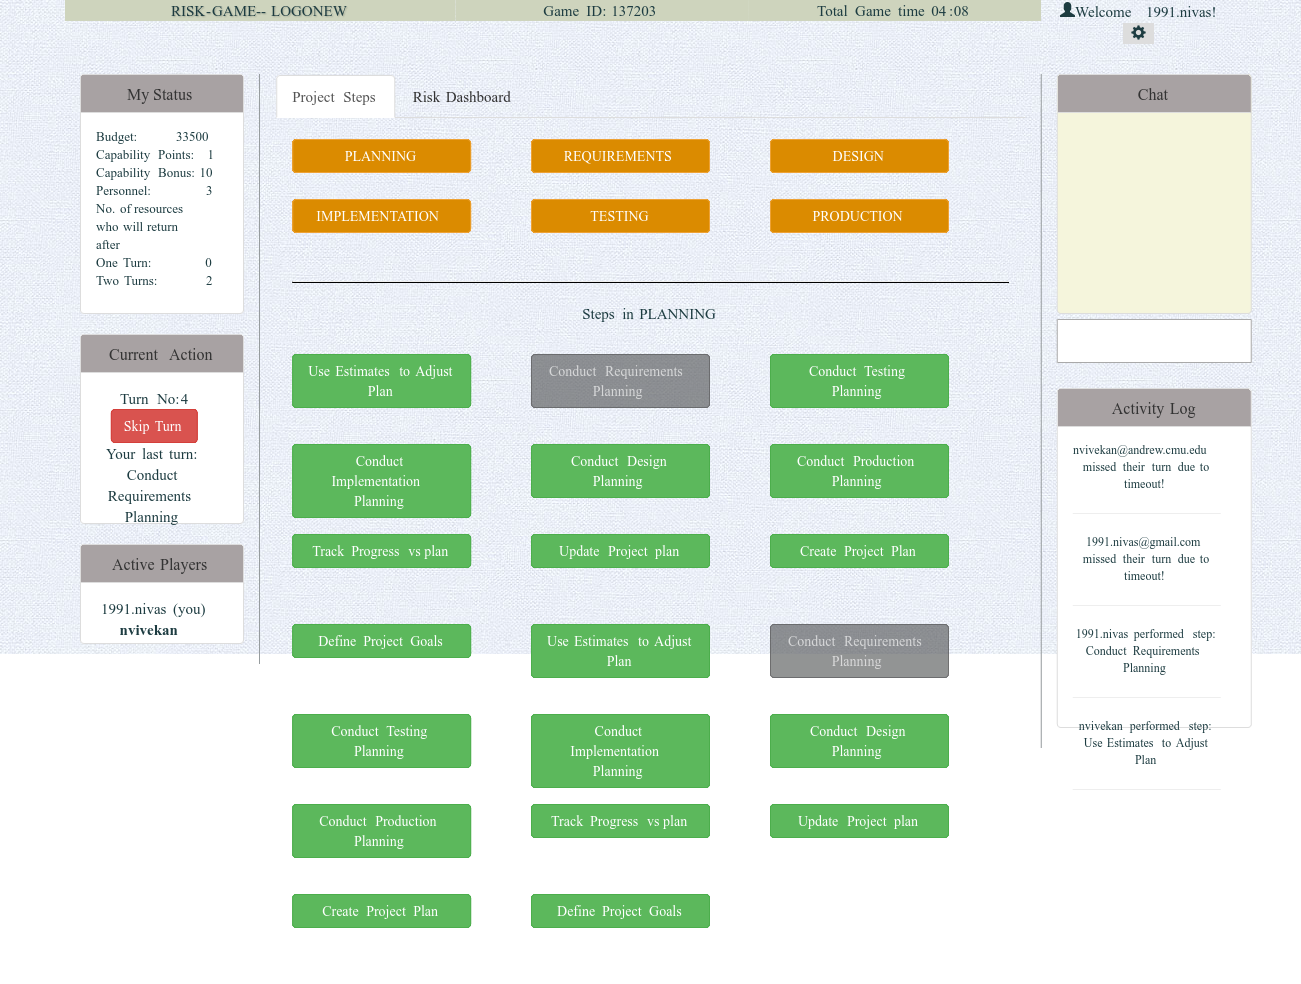 RISK-GAME-- LOGONEW
Game ID: 137203
Total Game time 04:08
Welcome 1991.nivas!
My Status
Budget: 33500
Capability Points: 1
Capability Bonus: 10
Personnel: 3
No. of resources
who will return
after
One Turn: 0
Two Turns: 2
Current Action
Turn No:4
Skip Turn
Your last turn:
Conduct
Requirements
Planning
Active Players
1991.nivas (you)
nvivekan
Project Steps
Risk Dashboard
PLANNING
REQUIREMENTS
DESIGN
IMPLEMENTATION
TESTING
PRODUCTION
Steps in PLANNING
Use Estimates to Adjust
Plan
Conduct Requirements
Planning
Conduct Testing
Planning
Conduct
Implementation
Planning
Conduct Design
Planning
Conduct Production
Planning
Track Progress vs plan
Update Project plan
Create Project Plan
Define Project Goals
Use Estimates to Adjust
Plan
Conduct Requirements
Planning
Conduct Testing
Planning
Conduct
Implementation
Planning
Conduct Design
Planning
Conduct Production
Planning
Track Progress vs plan
Update Project plan
Create Project Plan
Define Project Goals
Chat
Activity Log
nvivekan@andrew.cmu.edu
missed their turn due to
timeout!
1991.nivas@gmail.com
missed their turn due to
timeout!
1991.nivas performed step:
Conduct Requirements
Planning
nvivekan performed step:
Use Estimates to Adjust
Plan